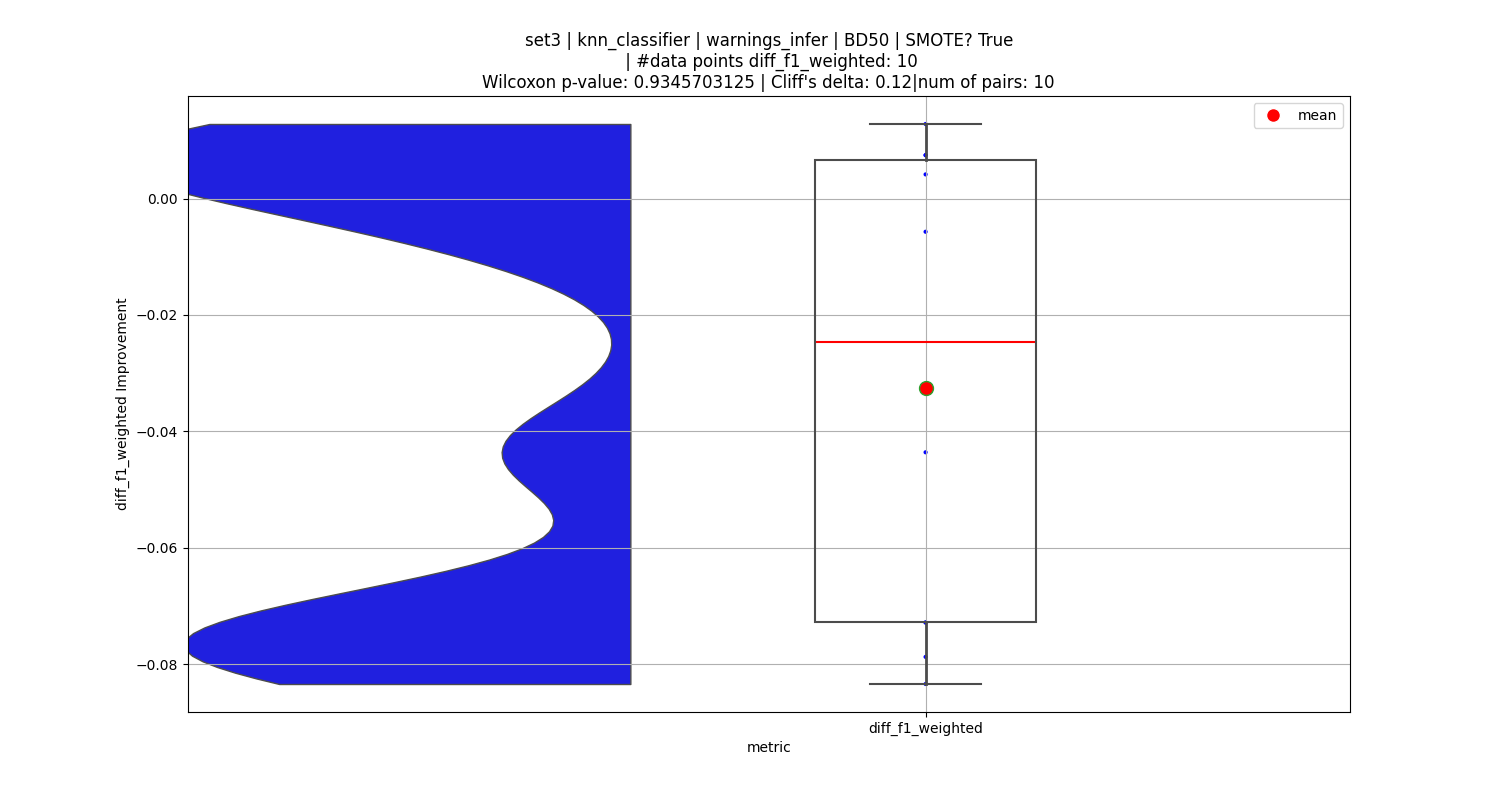 set3 | knn_classifier | warnings_infer | BD50 | SMOTE? True
| #data points diff_f1_weighted: 10
Wilcoxon p-value: 0.9345703125 | Cliff's delta: 0.12|num of pairs: 10
mean
0.00
−0.02
−0.04
−0.06
−0.08
diff_f1_weighted Improvement
diff_f1_weighted
metric